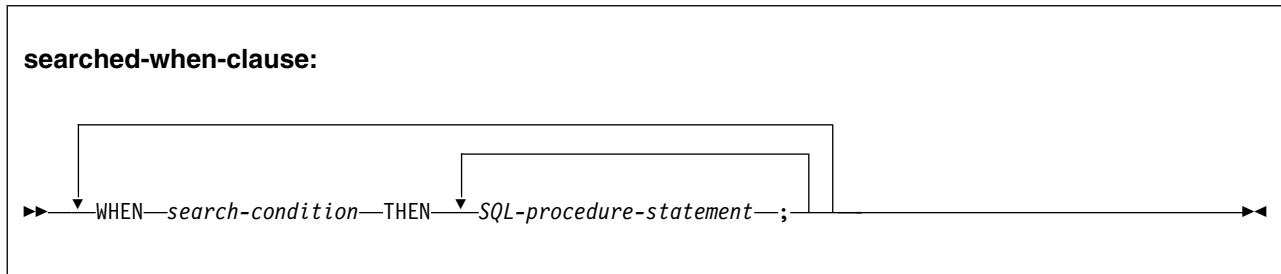 searched-when-clause:
WHEN search-condition THEN SQL-procedure-statement ;